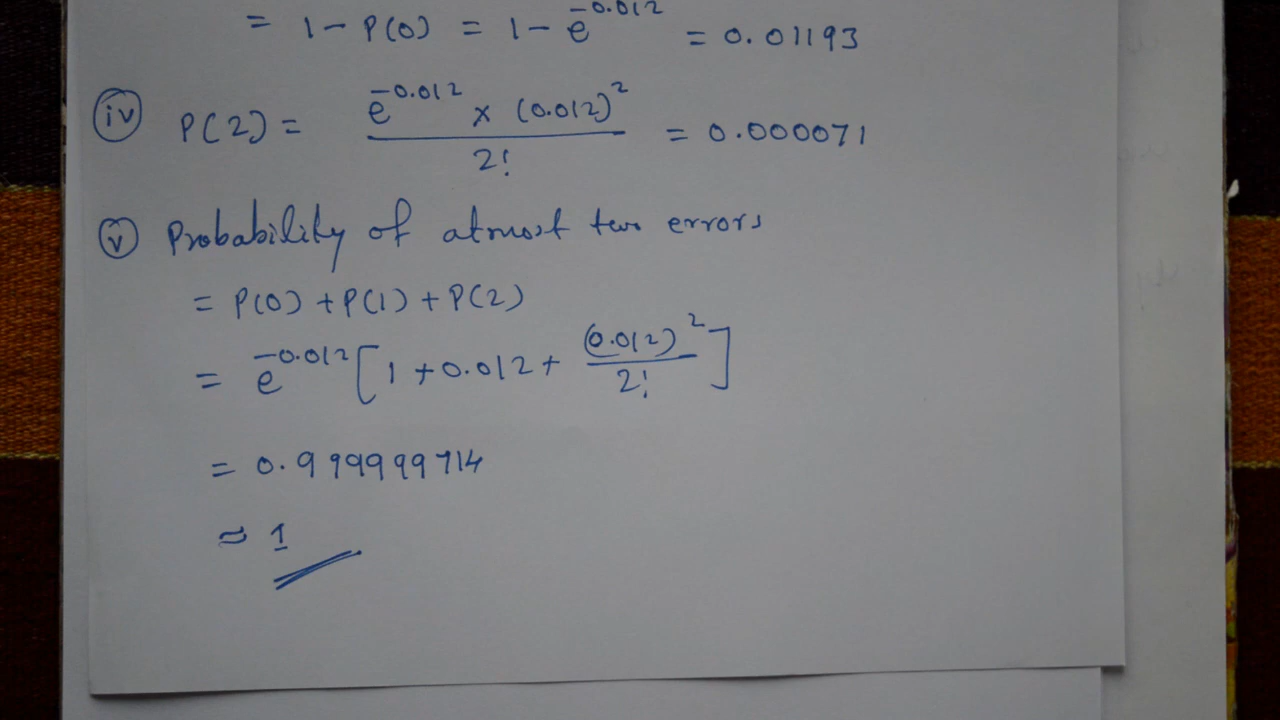 = 1 - P(0) = 1 - e^-0.012 = 0.01193
(iv) P(2) = e^-0.012 × (0.012)^2 / 2! = 0.000071
(v) Probability of atmost two errors
= P(0) + P(1) + P(2)
= e^-0.012 [1 + 0.012 + (0.012)^2 / 2!]
= 0.999999714
≈ 1